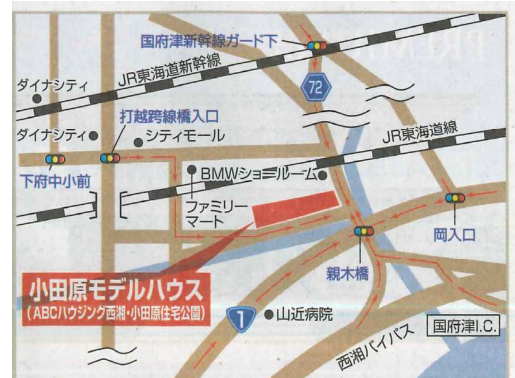 国府津新幹線ガード下
ダイナシティ
JR東海道新幹線
72
打越跨線橋入口
ダイナシティ
シティモール
JR東海道線
下府中小前
BMWショールーム
ファミリー
マート
岡入口
親木橋
小田原モデルハウス
(ABCハウジング西湘・小田原住宅公園)
1
山近病院
国府津I.C.
西湘バイパス